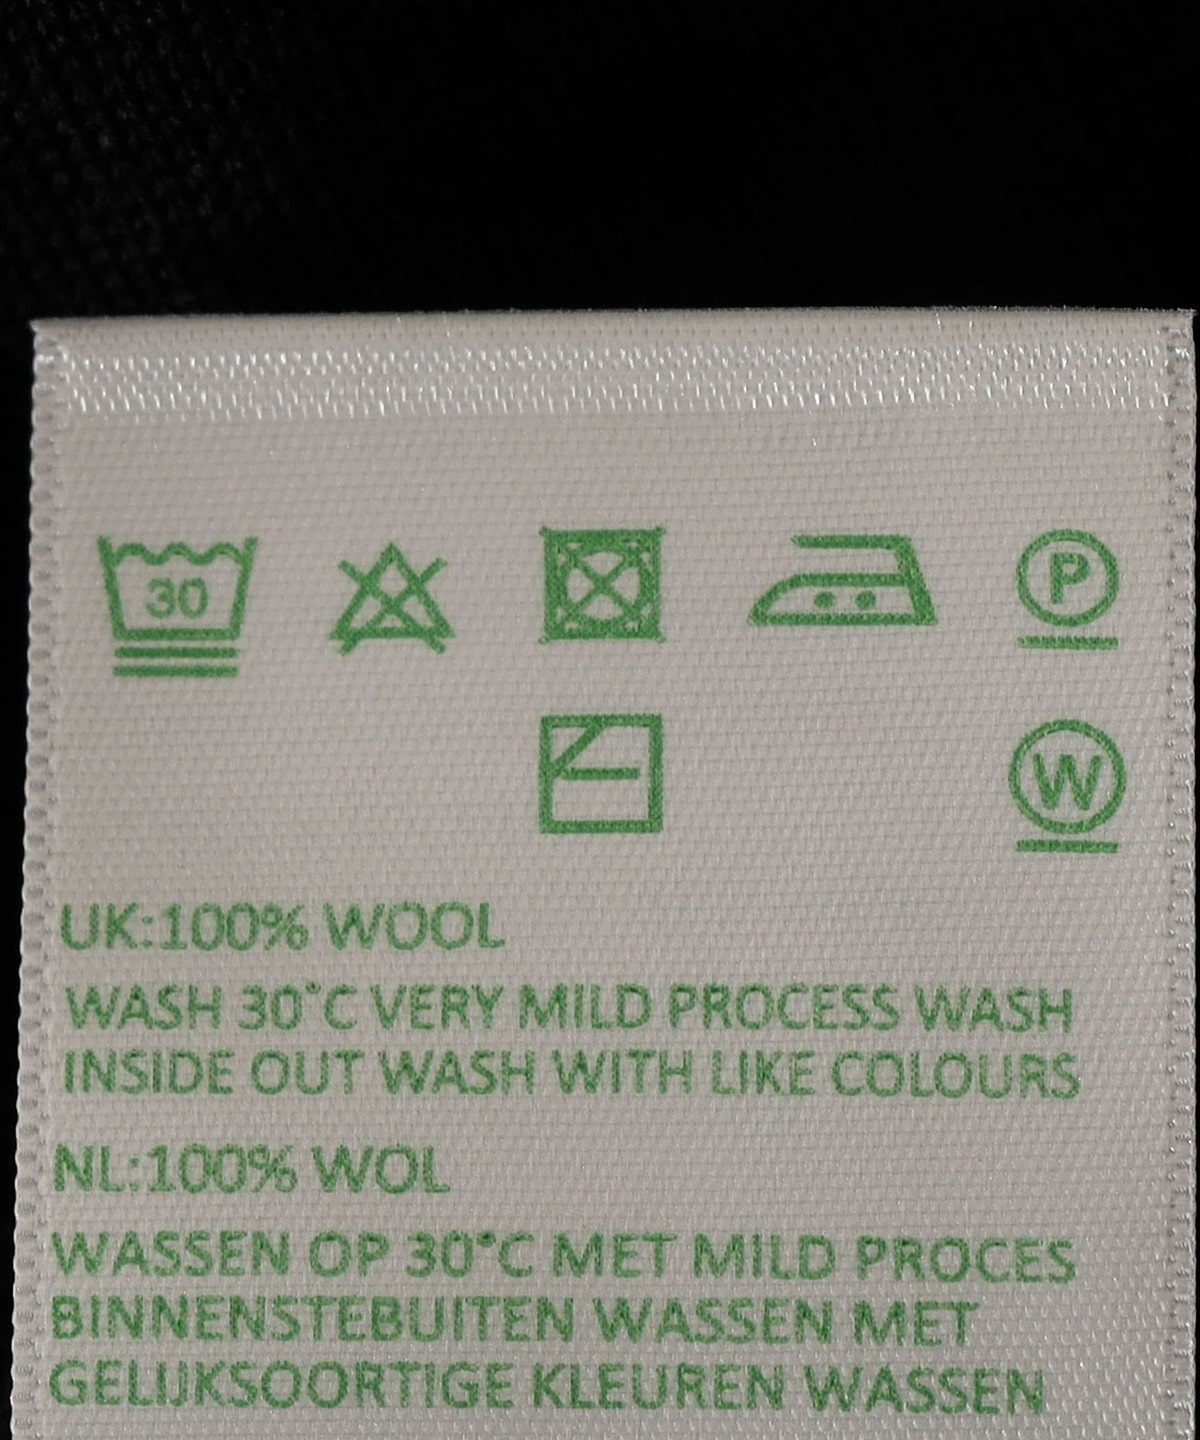 30
P
W
UK:100% WOOL
WASH 30°C VERY MILD PROCESS WASH
INSIDE OUT WASH WITH LIKE COLOURS
NL:100% WOL
WASSEN OP 30°C MET MILD PROCES
BINNENSTEBUITEN WASSEN MET
GELIJKSOORTIGE KLEUREN WASSEN